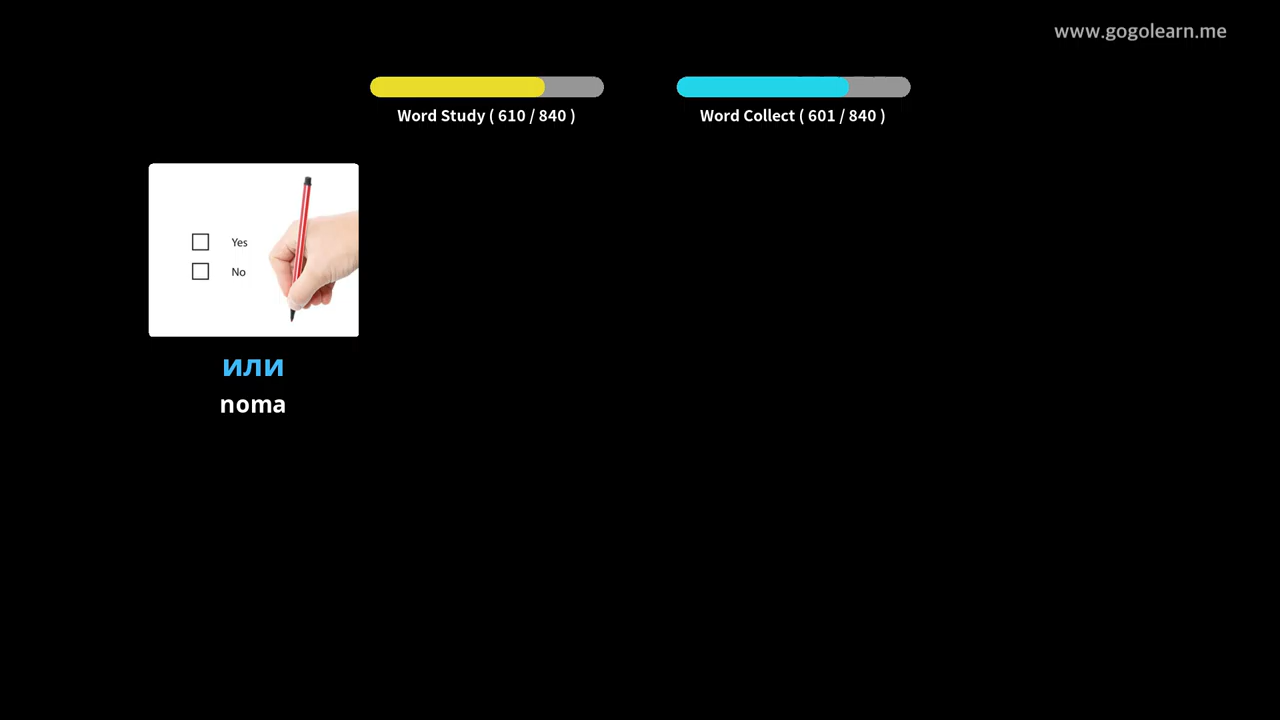 www.gogolearn.me
Word Study ( 610 / 840 )
Word Collect ( 601 / 840 )
Yes
No
или
noma